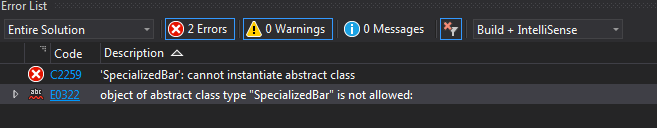 Error List
Entire Solution
2 Errors
0 Warnings
0 Messages
Build + IntelliSense
Code
Description
C2259
'SpecializedBar': cannot instantiate abstract class
abc
E0322
object of abstract class type "SpecializedBar" is not allowed: